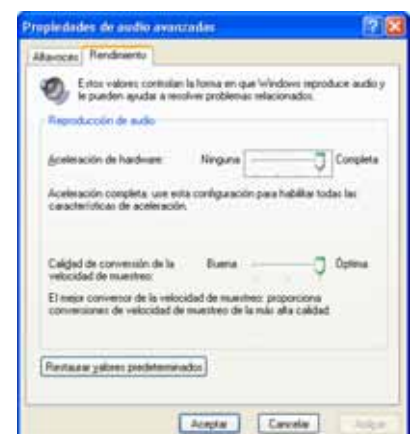 Propiedades de audio avanzadas
Altavoces Rendimiento
Estos valores controlan la forma en que Windows reproduce audio y
le pueden ayudar a resolver problemas relacionados.
Reproducción de audio
Aceleración de hardware: Ninguna Completa
Aceleración completa: use esta configuración para habilitar todas las
características de aceleración.
Calidad de conversión de la Buena Óptima
velocidad de muestreo:
El mejor conversor de la velocidad de muestreo: proporciona
conversiones de velocidad de muestreo de la más alta calidad.
Restaurar valores predeterminados
Aceptar Cancelar Aplicar